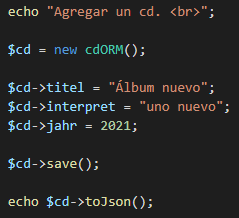 echo "Agregar un cd. <br>";
$cd = new cdORM();
$cd->titel = "Álbum nuevo";
$cd->interpret = "uno nuevo";
$cd->jahr = 2021;
$cd->save();
echo $cd->toJson();